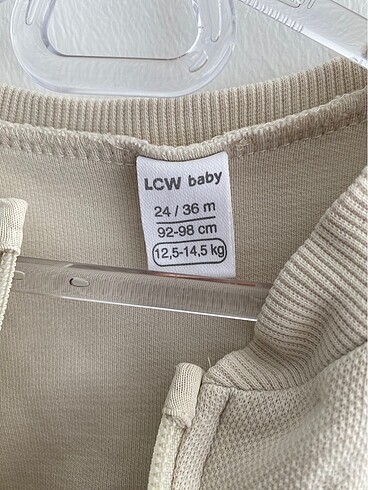 LCW baby
24 / 36 m
92-98 cm
12,5-14,5 kg